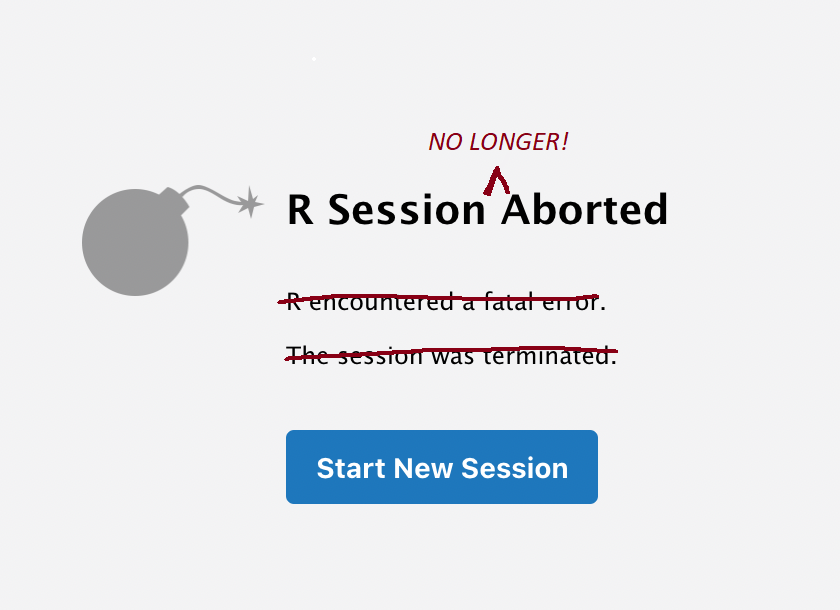 NO LONGER!
R Session Aborted
R encountered a fatal error.
The session was terminated.
Start New Session